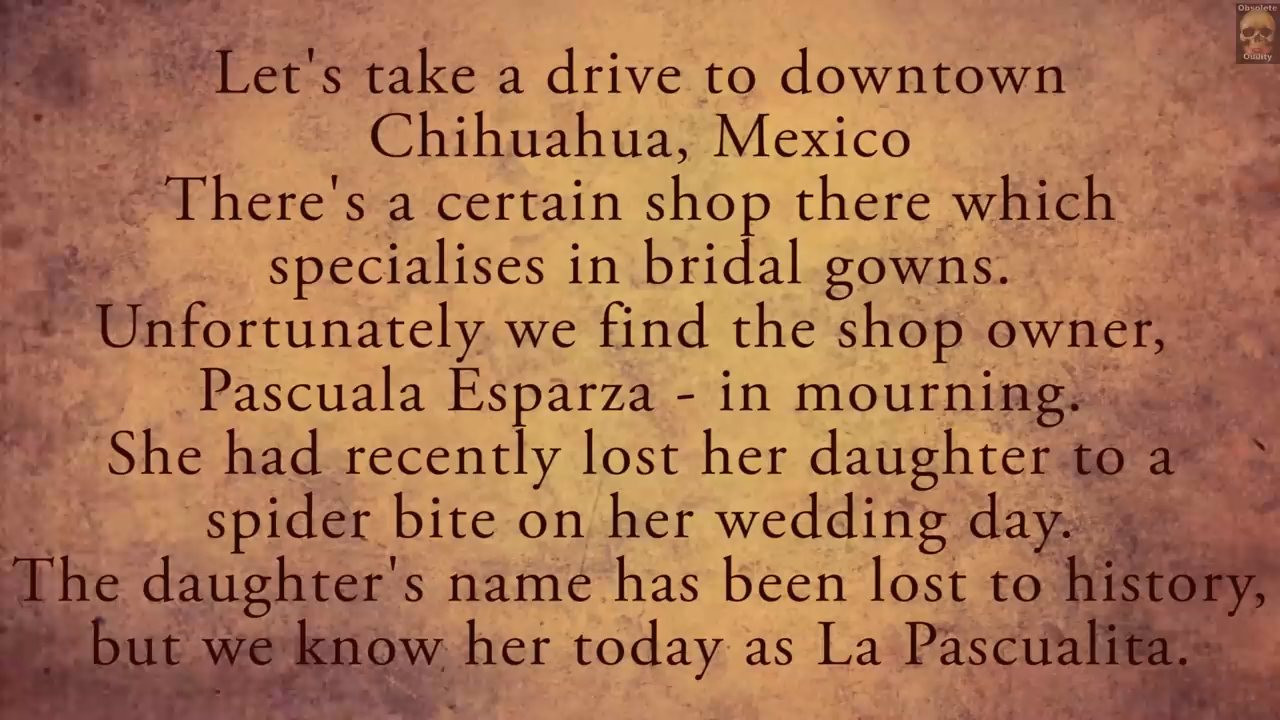 Obsolete
Oddity
Let's take a drive to downtown
Chihuahua, Mexico
There's a certain shop there which
specialises in bridal gowns.
Unfortunately we find the shop owner,
Pascuala Esparza - in mourning.
She had recently lost her daughter to a
spider bite on her wedding day.
The daughter's name has been lost to history,
but we know her today as La Pascualita.